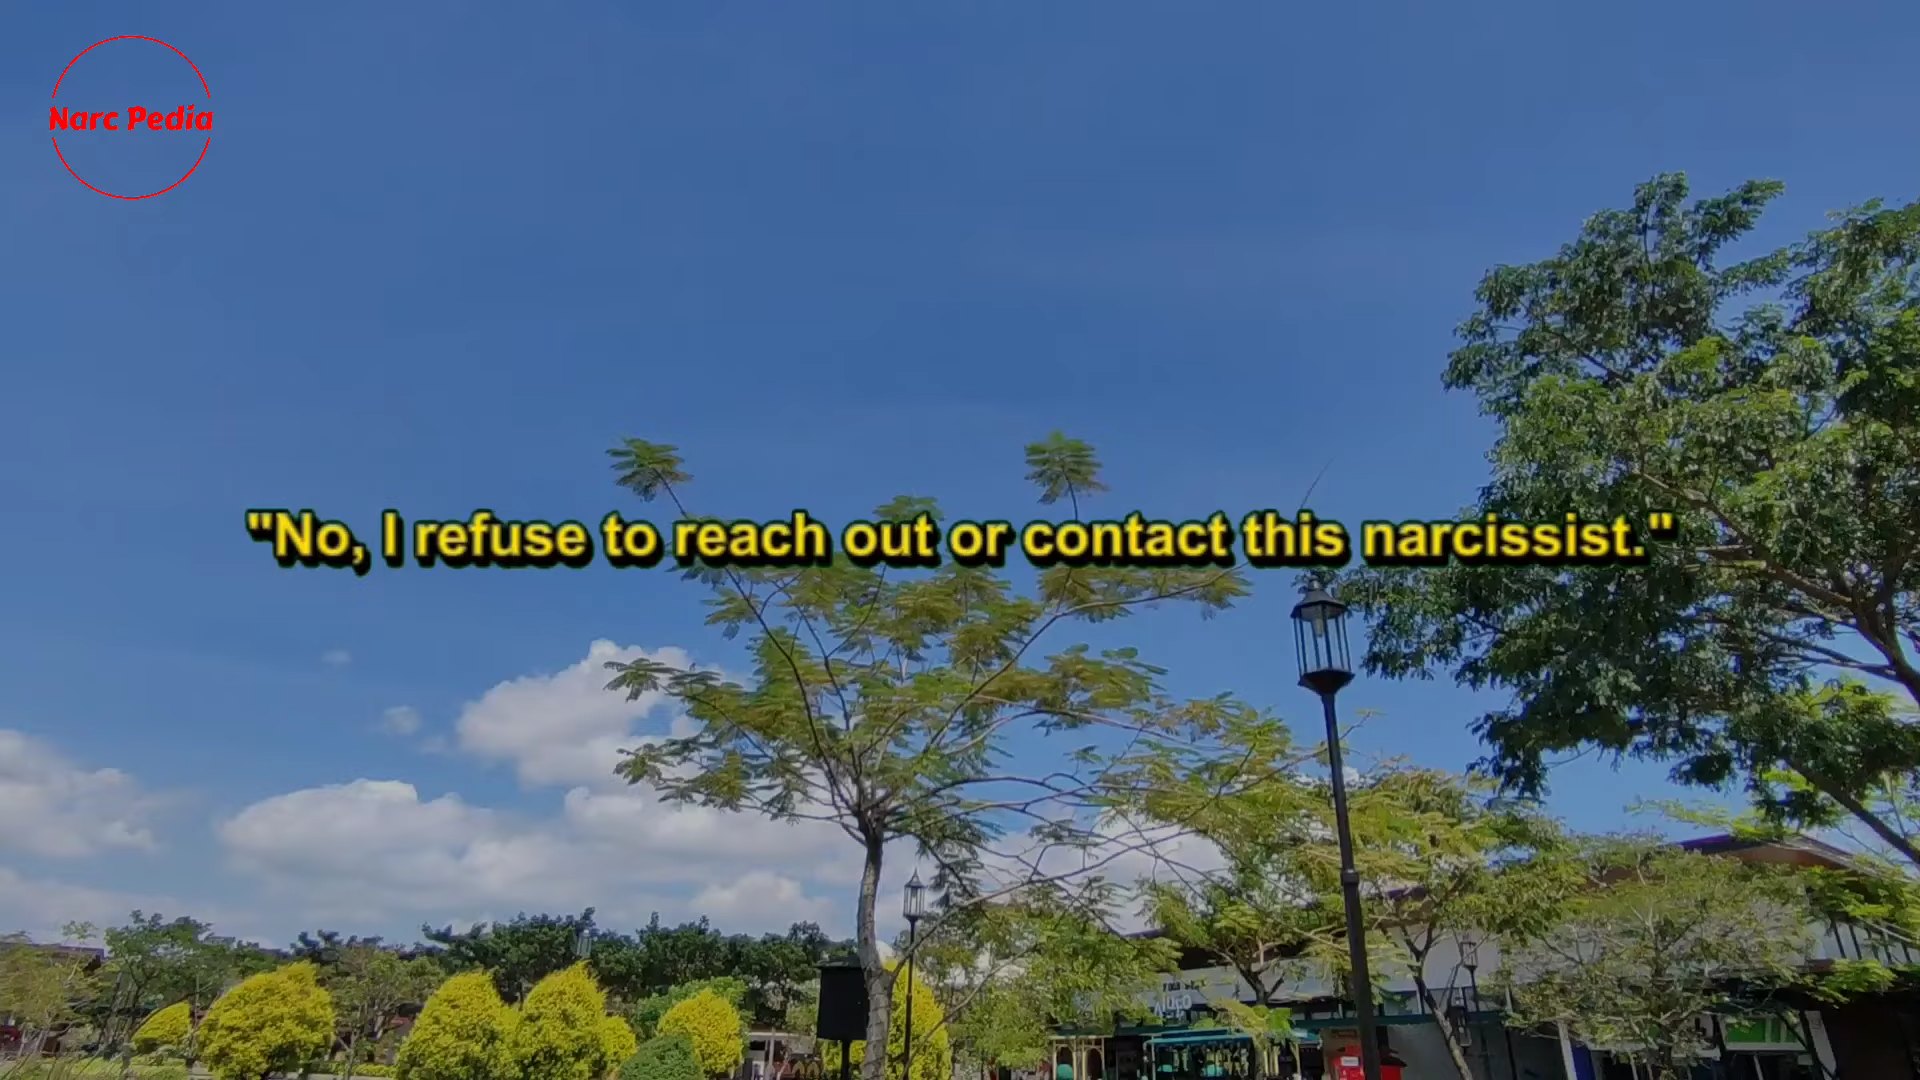 Narc Pedia
"No, I refuse to reach out or contact this narcissist."